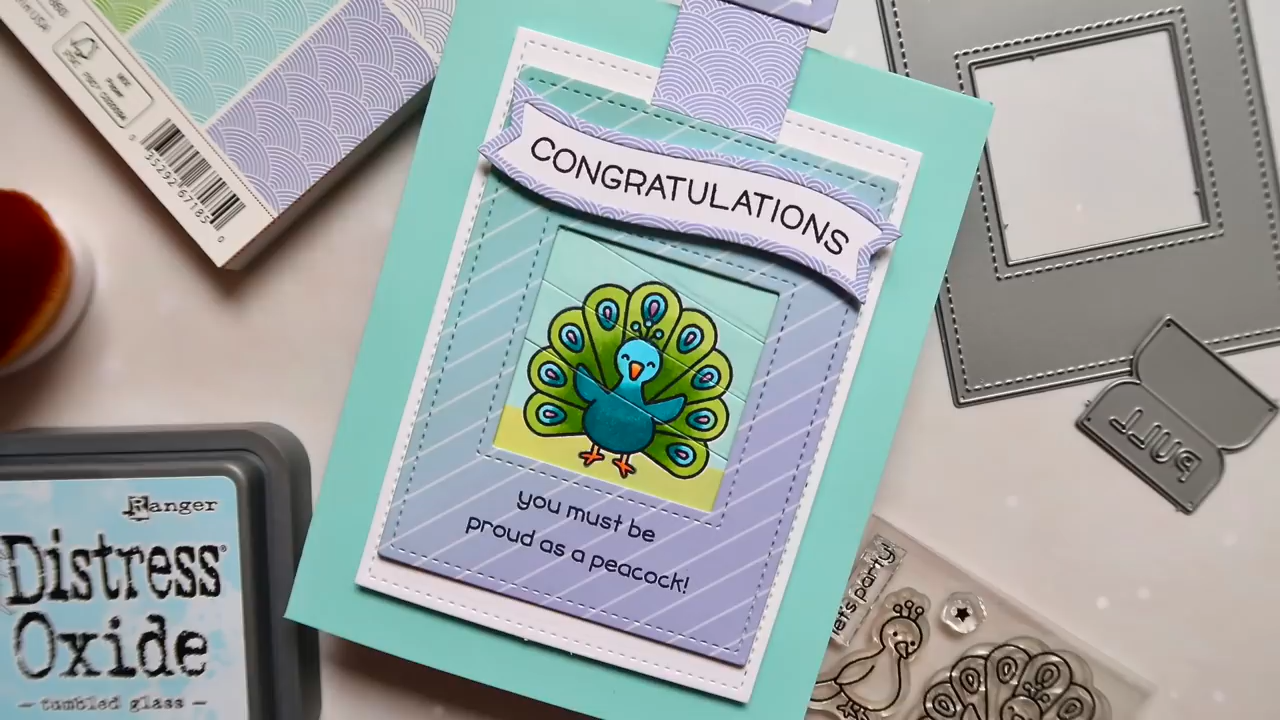 CONGRATULATIONS
you must be
proud as a peacock!
Ranger
Distress
Oxide
— tumbled glass —
PULL
let's party!